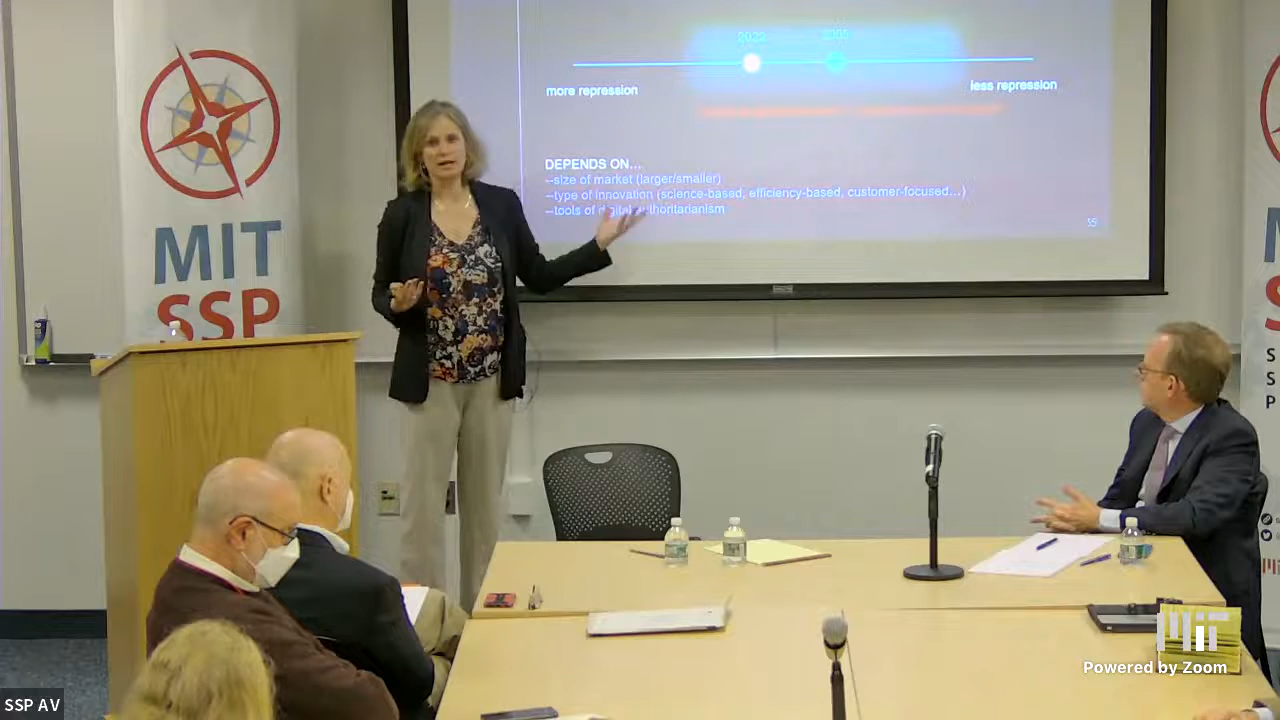 2022 2005
more repression
less repression
DEPENDS ON...
--size of market (larger/smaller)
--type of innovation (science-based, efficiency-based, customer-focused...)
--tools of digital authoritarianism
MIT
SSP
S
S
P
MIT
Powered by Zoom
SSP AV